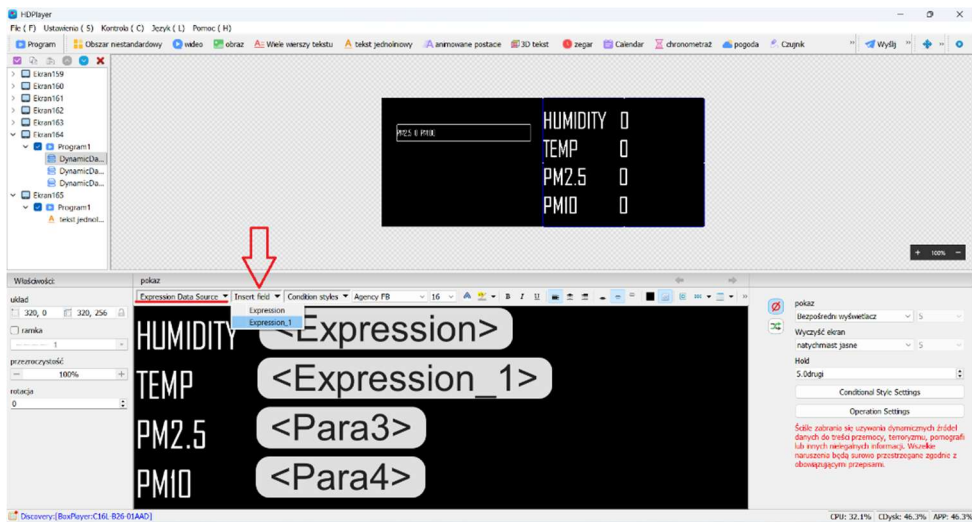 HDPlayer
File ( F) Ustawienia ( S) Kontrola ( C) Język ( L) Pomoc ( H)
Program Obszar niestandardowy wideo obraz Wiele wierszy tekstu tekst jednolinowy animowane postace 3D tekst zegar Calendar chronometraż pogoda Czujnik » Wyślij » »
Ekran159
Ekran160
Ekran161
Ekran162
Ekran163
Ekran164
Program1
DynamicDa...
DynamicDa...
DynamicDa...
Ekran165
Program1
tekst jednol...
PM2.5 0 PM10:
HUMIDITY 0
TEMP 0
PM2.5 0
PM10 0
+ 100% −
Właściwości:
układ
320, 0 320, 256
ramka
1
przezroczystość
− 100% +
rotacja
0
pokaz
Expression Data Source Insert field Condition styles Agency FB 16 B I U »
Expression
Expression_1
HUMIDITY <Expression>
TEMP <Expression_1>
PM2.5 <Para3>
PM10 <Para4>
pokaz
Bezpośredni wyświetlacz 5
Wyczyść ekran
natychmast jasne 5
Hold
5.0drugi
Conditional Style Settings
Operation Settings
Ściśle zabrania się używania dynamicznych źródeł
danych do treści przemocy, terroryzmu, pornografi
lub innych nielegalnych informacji. Wszelkie
naruszenia będą surowo przestrzegane zgodnie z
obowiązującym przepisami.
Discovery:[BoxPlayer:C16L-B26-01AAD]
CPU: 32.1% CDysk: 46.3% APP: 46.3%